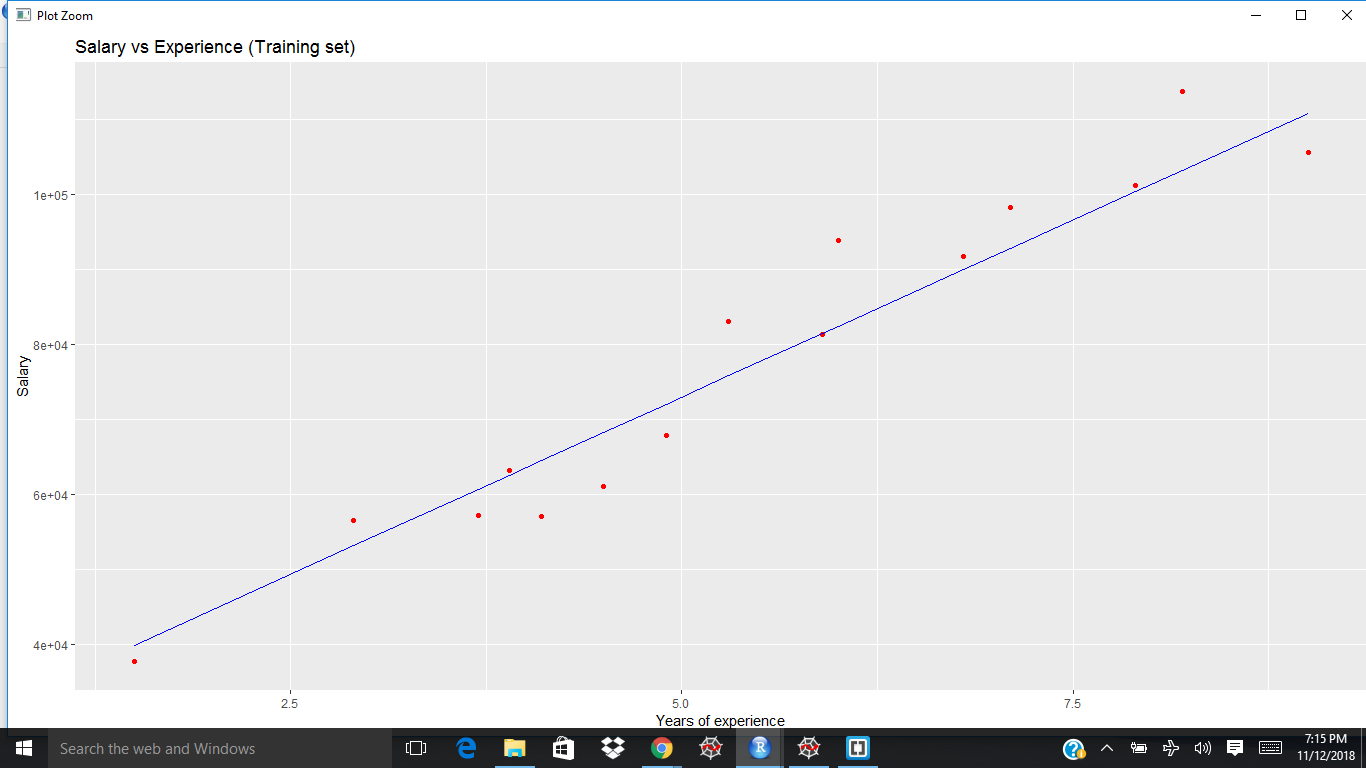 Plot Zoom
Salary vs Experience (Training set)
1e+05
8e+04
6e+04
4e+04
Salary
2.5
5.0
7.5
Years of experience
Search the web and Windows
e
R
?
7:15 PM
11/12/2018